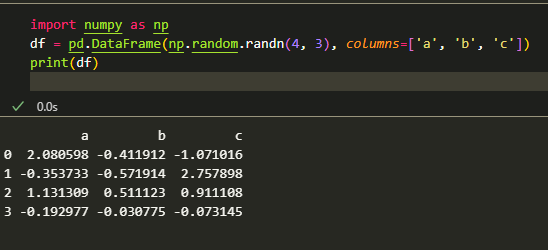 import numpy as np
df = pd.DataFrame(np.random.randn(4, 3), columns=['a', 'b', 'c'])
print(df)
0.0s
a b c
0 2.080598 -0.411912 -1.071016
1 -0.353733 -0.571914 2.757898
2 1.131309 0.511123 0.911108
3 -0.192977 -0.030775 -0.073145